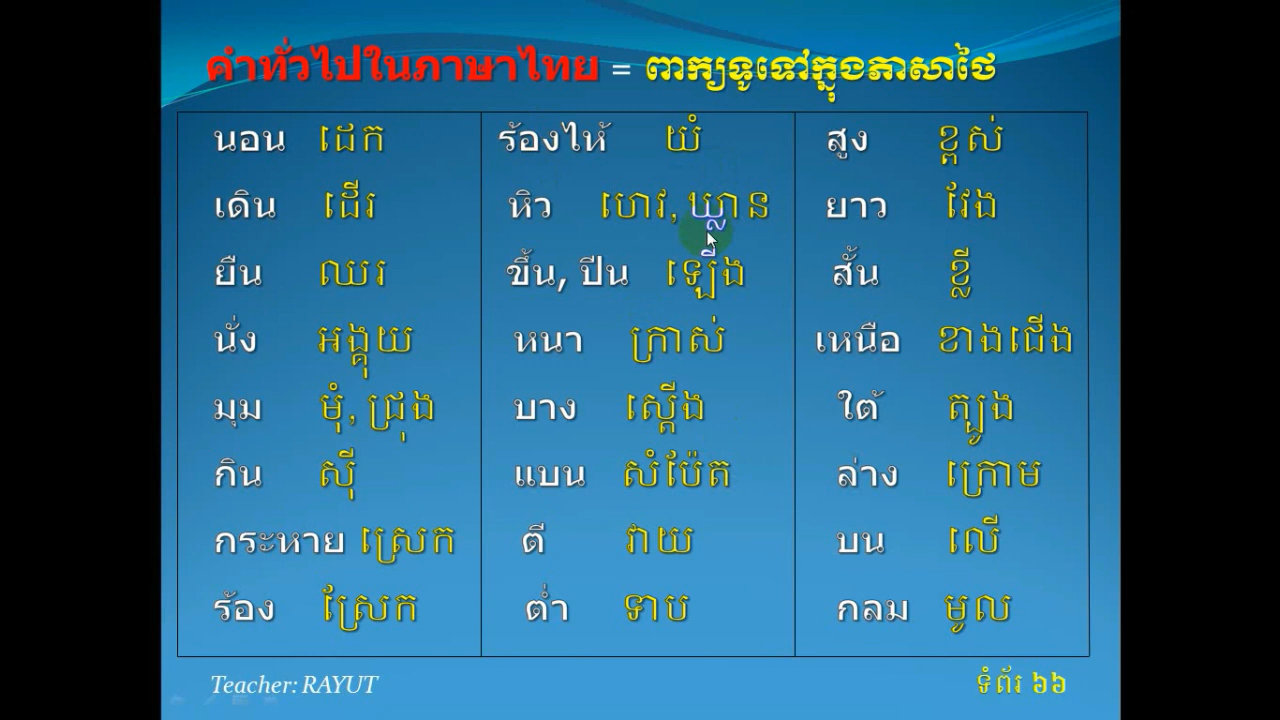 คำทั่วไปในภาษาไทย = ពាក្យទូទៅក្នុងភាសាថៃ
นอน ដេក ร้องไห้ យំ สูง ខ្ពស់
เดิน ដើរ หิว ហេវ, ឃ្លាន ยาว វែង
ยืน ឈរ ขึ้น, ปีน ឡើង สั้น ខ្លី
นั่ง អង្គុយ หนา ក្រាស់ เหนือ ខាងជើង
มุม មុំ, ជ្រុង บาง ស្តើង ใต้ ត្បូង
กิน ស៊ី แบน សំប៉ែត ล่าง ក្រោម
กระหาย ស្រេក ตี វាយ บน លើ
ร้อง ស្រែក ต่ำ ទាប กลม មូល
Teacher: RAYUT ទំព័រ ៦៦